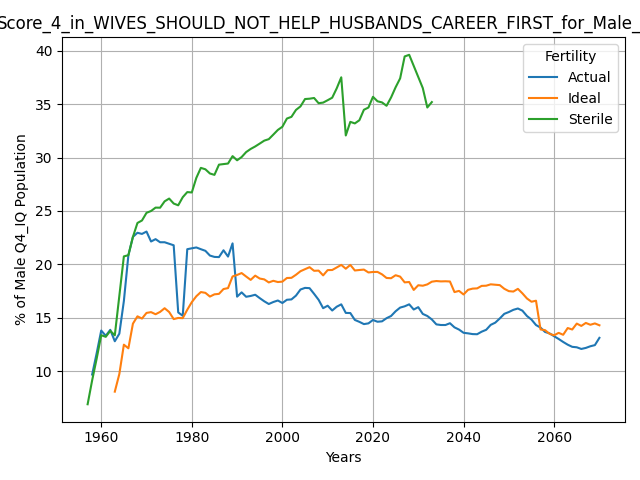 Score_4_in_WIVES_SHOULD_NOT_HELP_HUSBANDS_CAREER_FIRST_for_Male_
% of Male Q4_IQ Population
40
35
30
25
20
15
10
Fertility
Actual
Ideal
Sterile
1960 1980 2000 2020 2040 2060
Years